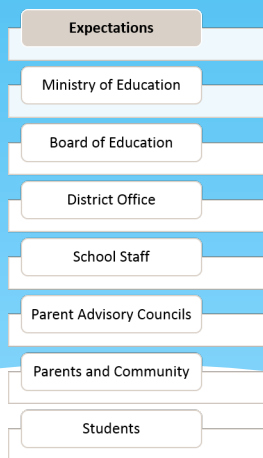 Expectations
Ministry of Education
Board of Education
District Office
School Staff
Parent Advisory Councils
Parents and Community
Students